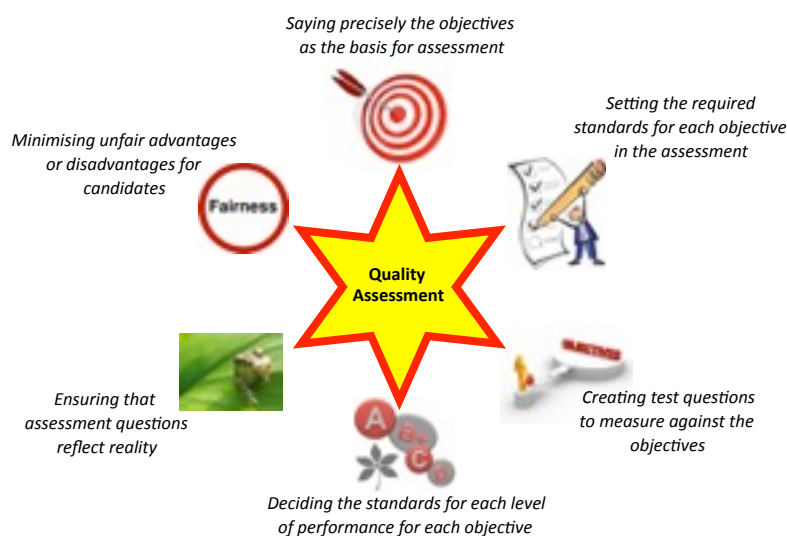 Saying precisely the objectives
as the basis for assessment
Setting the required
standards for each objective
in the assessment
Minimising unfair advantages
or disadvantages for
candidates
Fairness
Quality
Assessment
OBJECTIVES
Creating test questions
to measure against the
objectives
Ensuring that
assessment questions
reflect reality
A
B+
C
Deciding the standards for each level
of performance for each objective